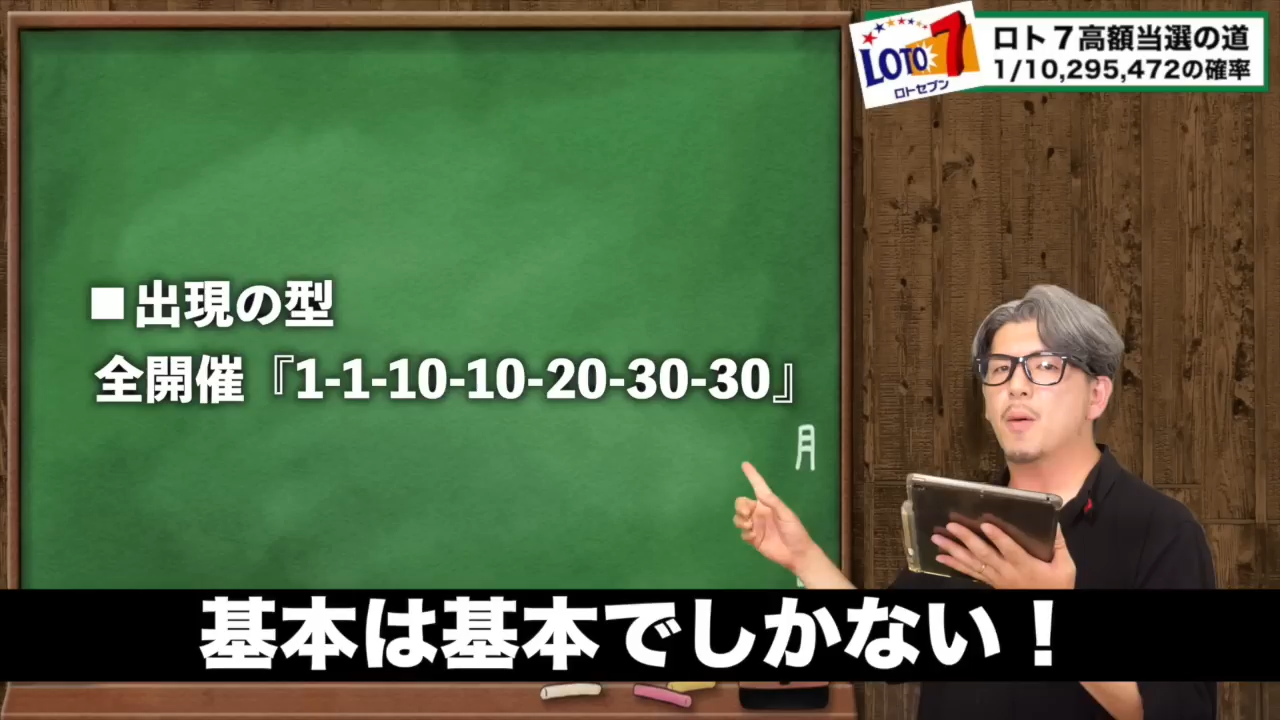 LOTO7
ロトセブン
ロト７高額当選の道
1/10,295,472の確率
■出現の型
全開催『1-1-10-10-20-30-30』
月
基本は基本でしかない！